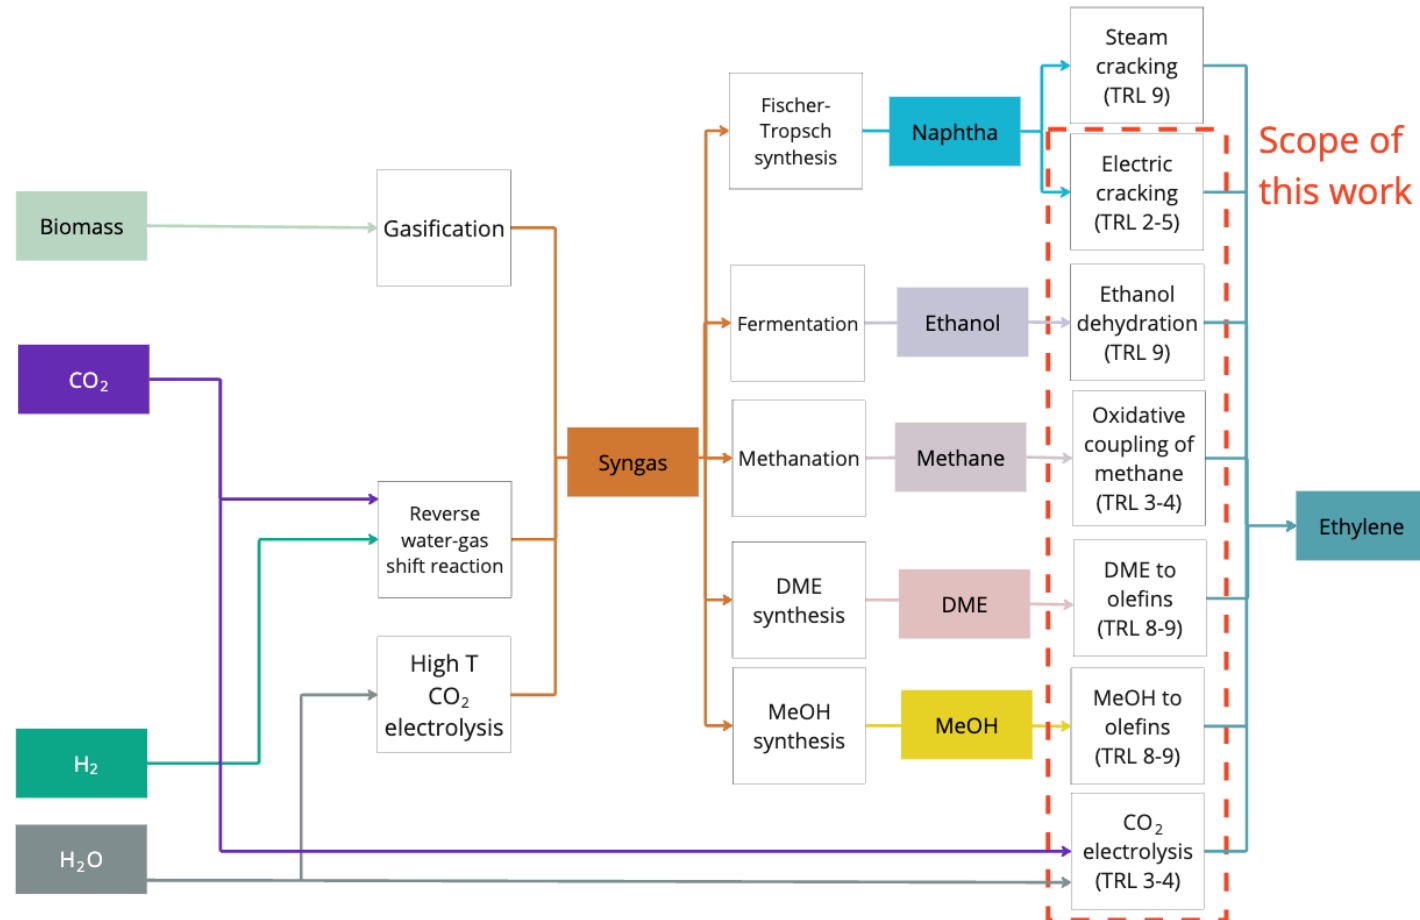 Steam
cracking
(TRL 9)
Fischer-
Tropsch
synthesis
Naphtha
Scope of
this work
Electric
cracking
(TRL 2-5)
Biomass
Gasification
Fermentation
Ethanol
Ethanol
dehydration
(TRL 9)
CO₂
Syngas
Methanation
Methane
Oxidative
coupling of
methane
(TRL 3-4)
Reverse
water-gas
shift reaction
Ethylene
DME
synthesis
DME
DME to
olefins
(TRL 8-9)
High T
CO₂
electrolysis
MeOH
synthesis
MeOH
MeOH to
olefins
(TRL 8-9)
H₂
H₂O
CO₂
electrolysis
(TRL 3-4)